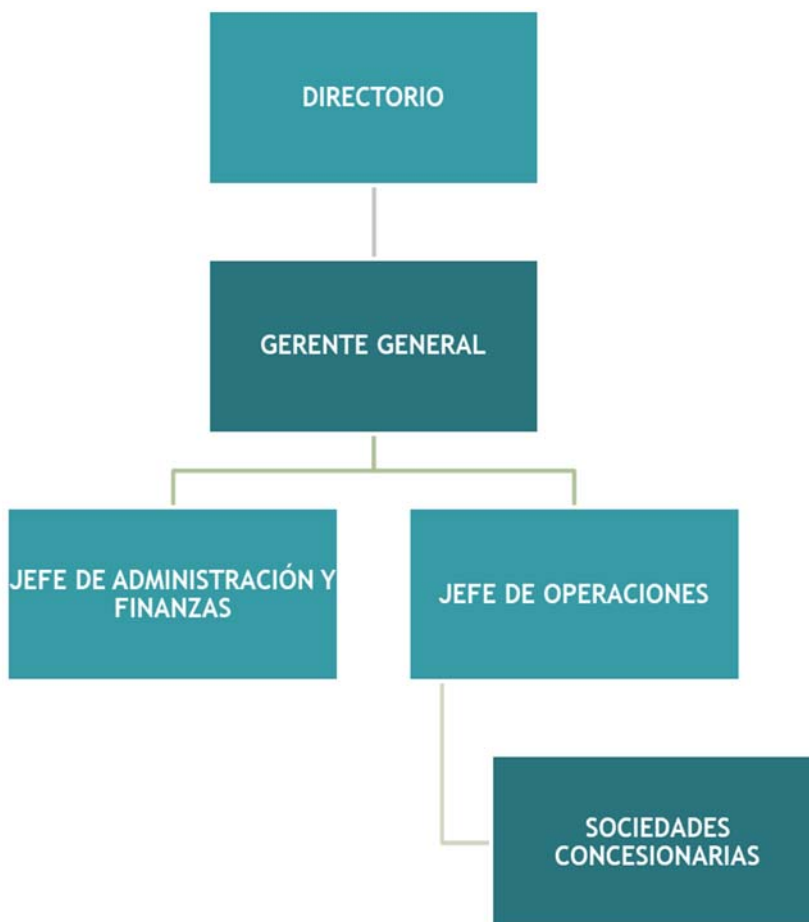 DIRECTORIO
GERENTE GENERAL
JEFE DE ADMINISTRACIÓN Y
FINANZAS
JEFE DE OPERACIONES
SOCIEDADES
CONCESIONARIAS